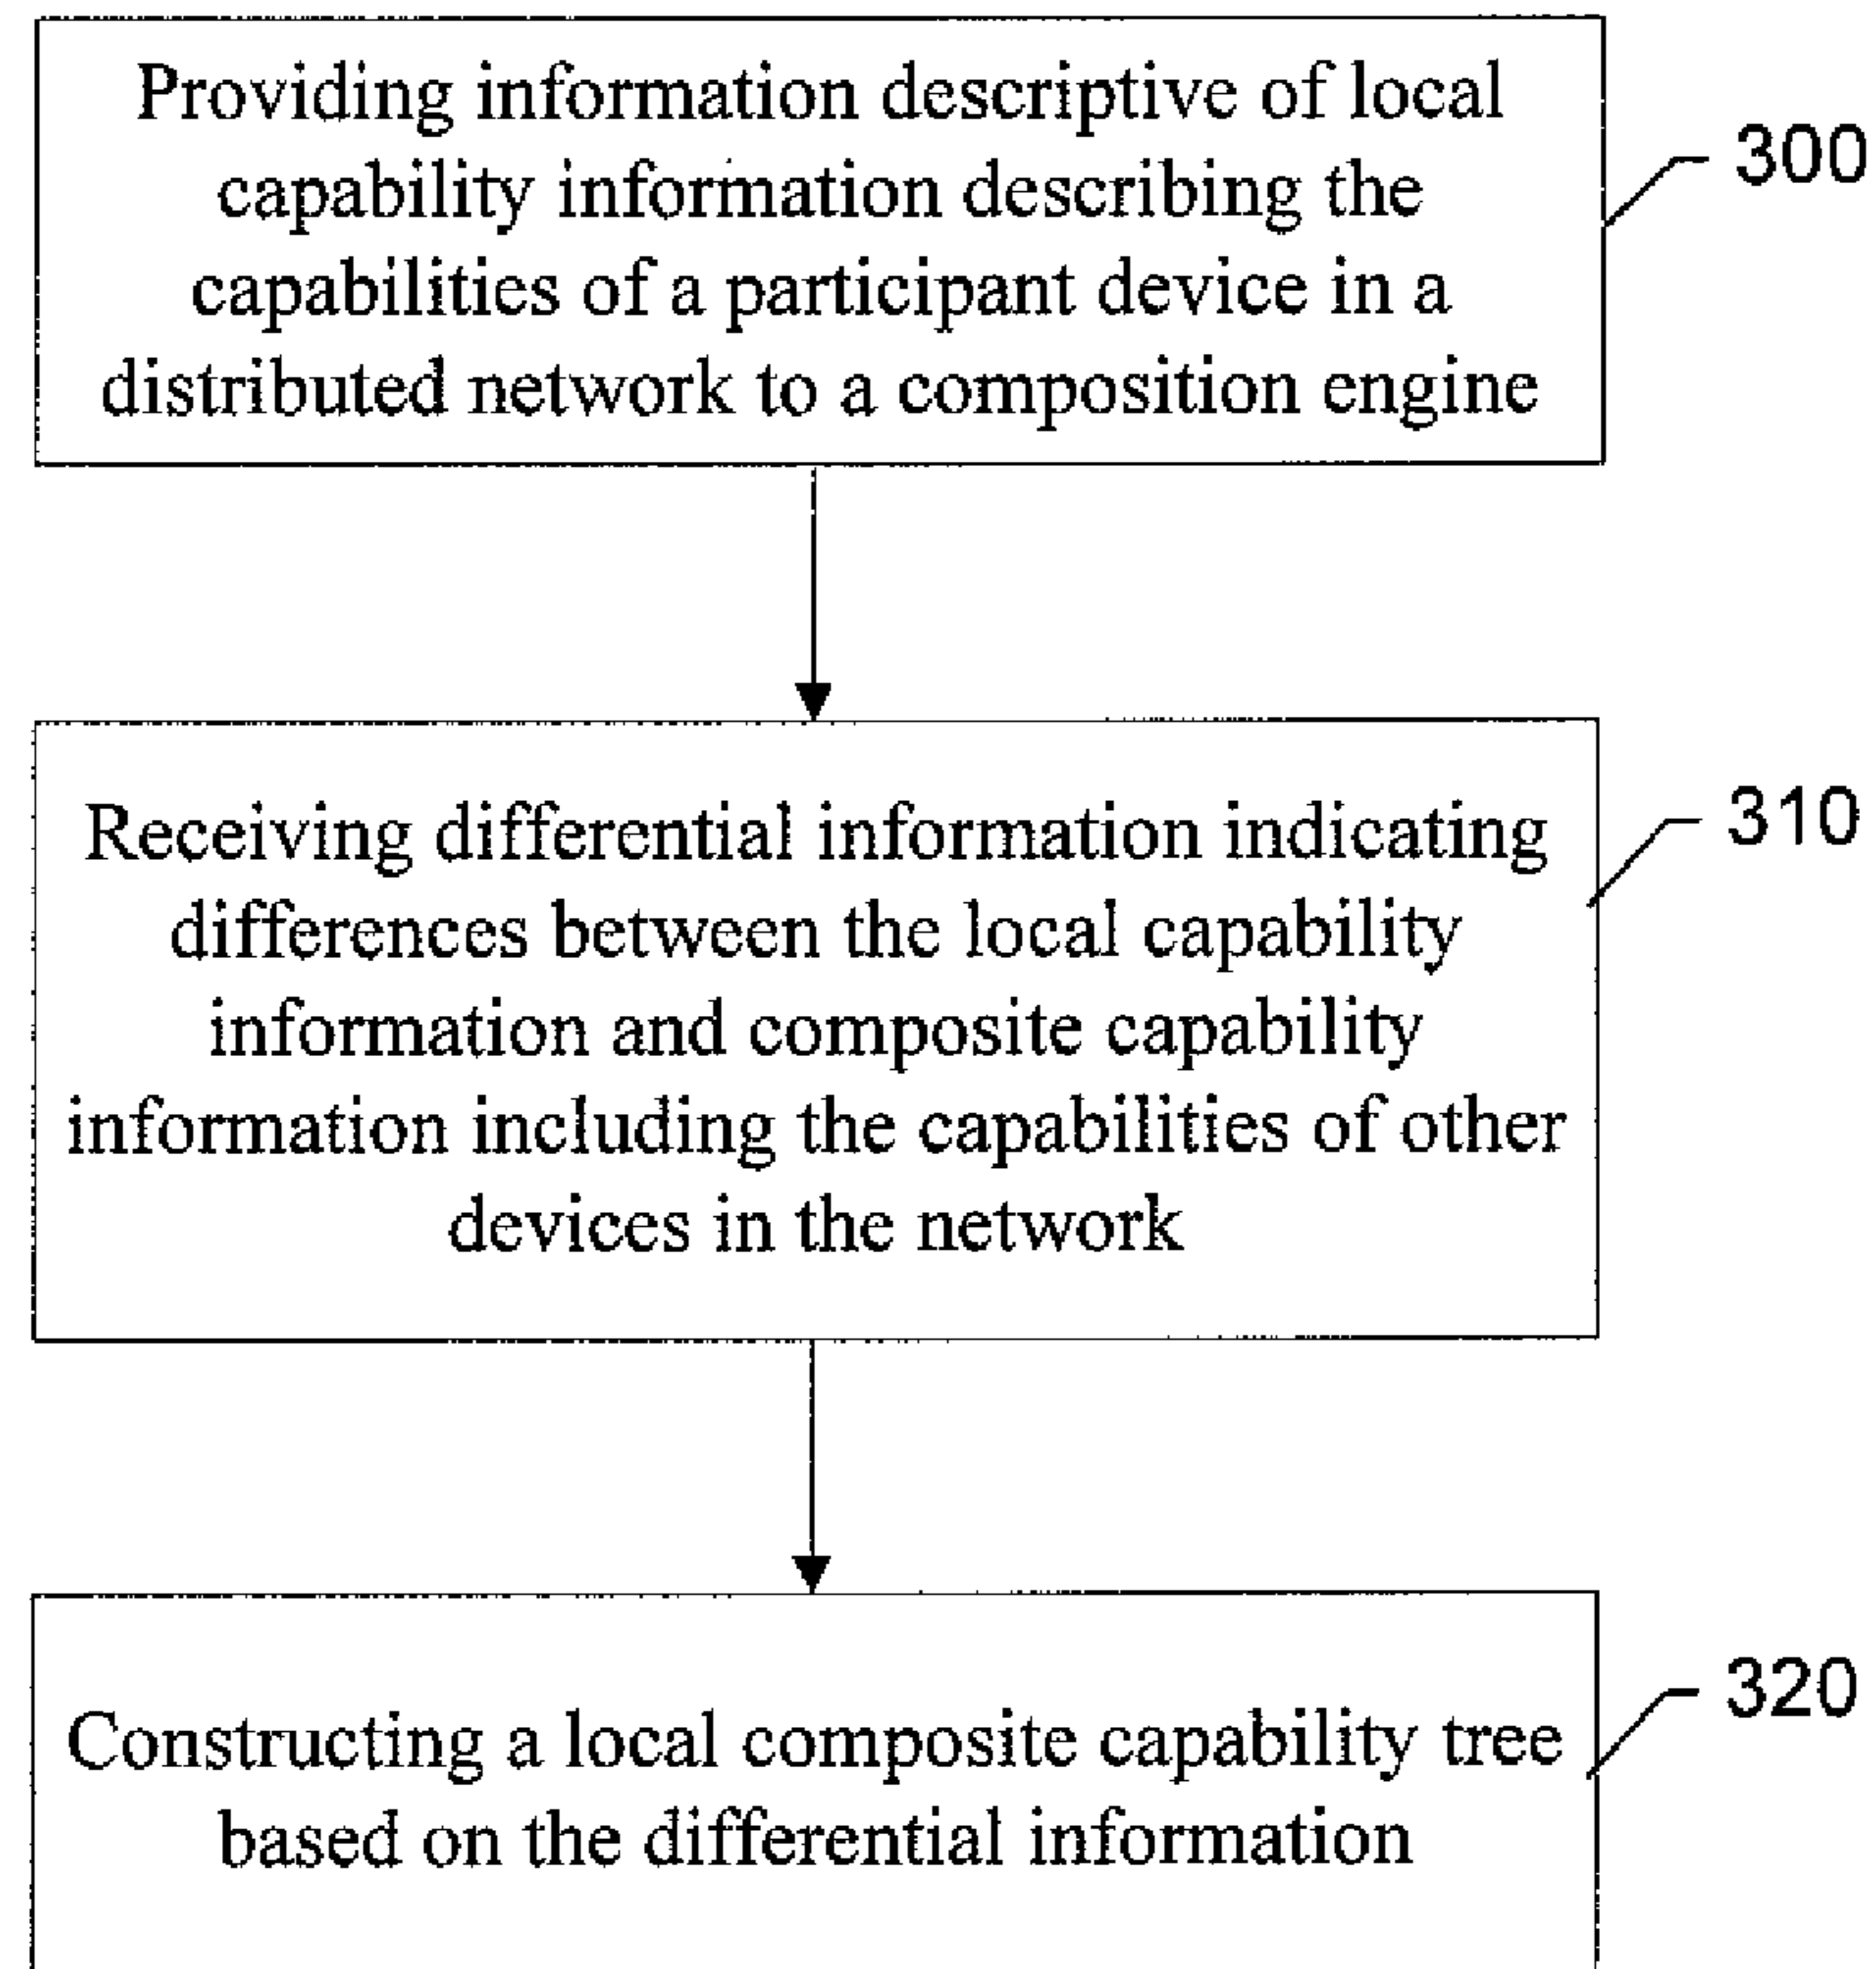 Providing information descriptive of local
capability information describing the
capabilities of a participant device in a
distributed network to a composition engine
300
Receiving differential information indicating
differences between the local capability
information and composite capability
information including the capabilities of other
devices in the network
310
Constructing a local composite capability tree
based on the differential information
320